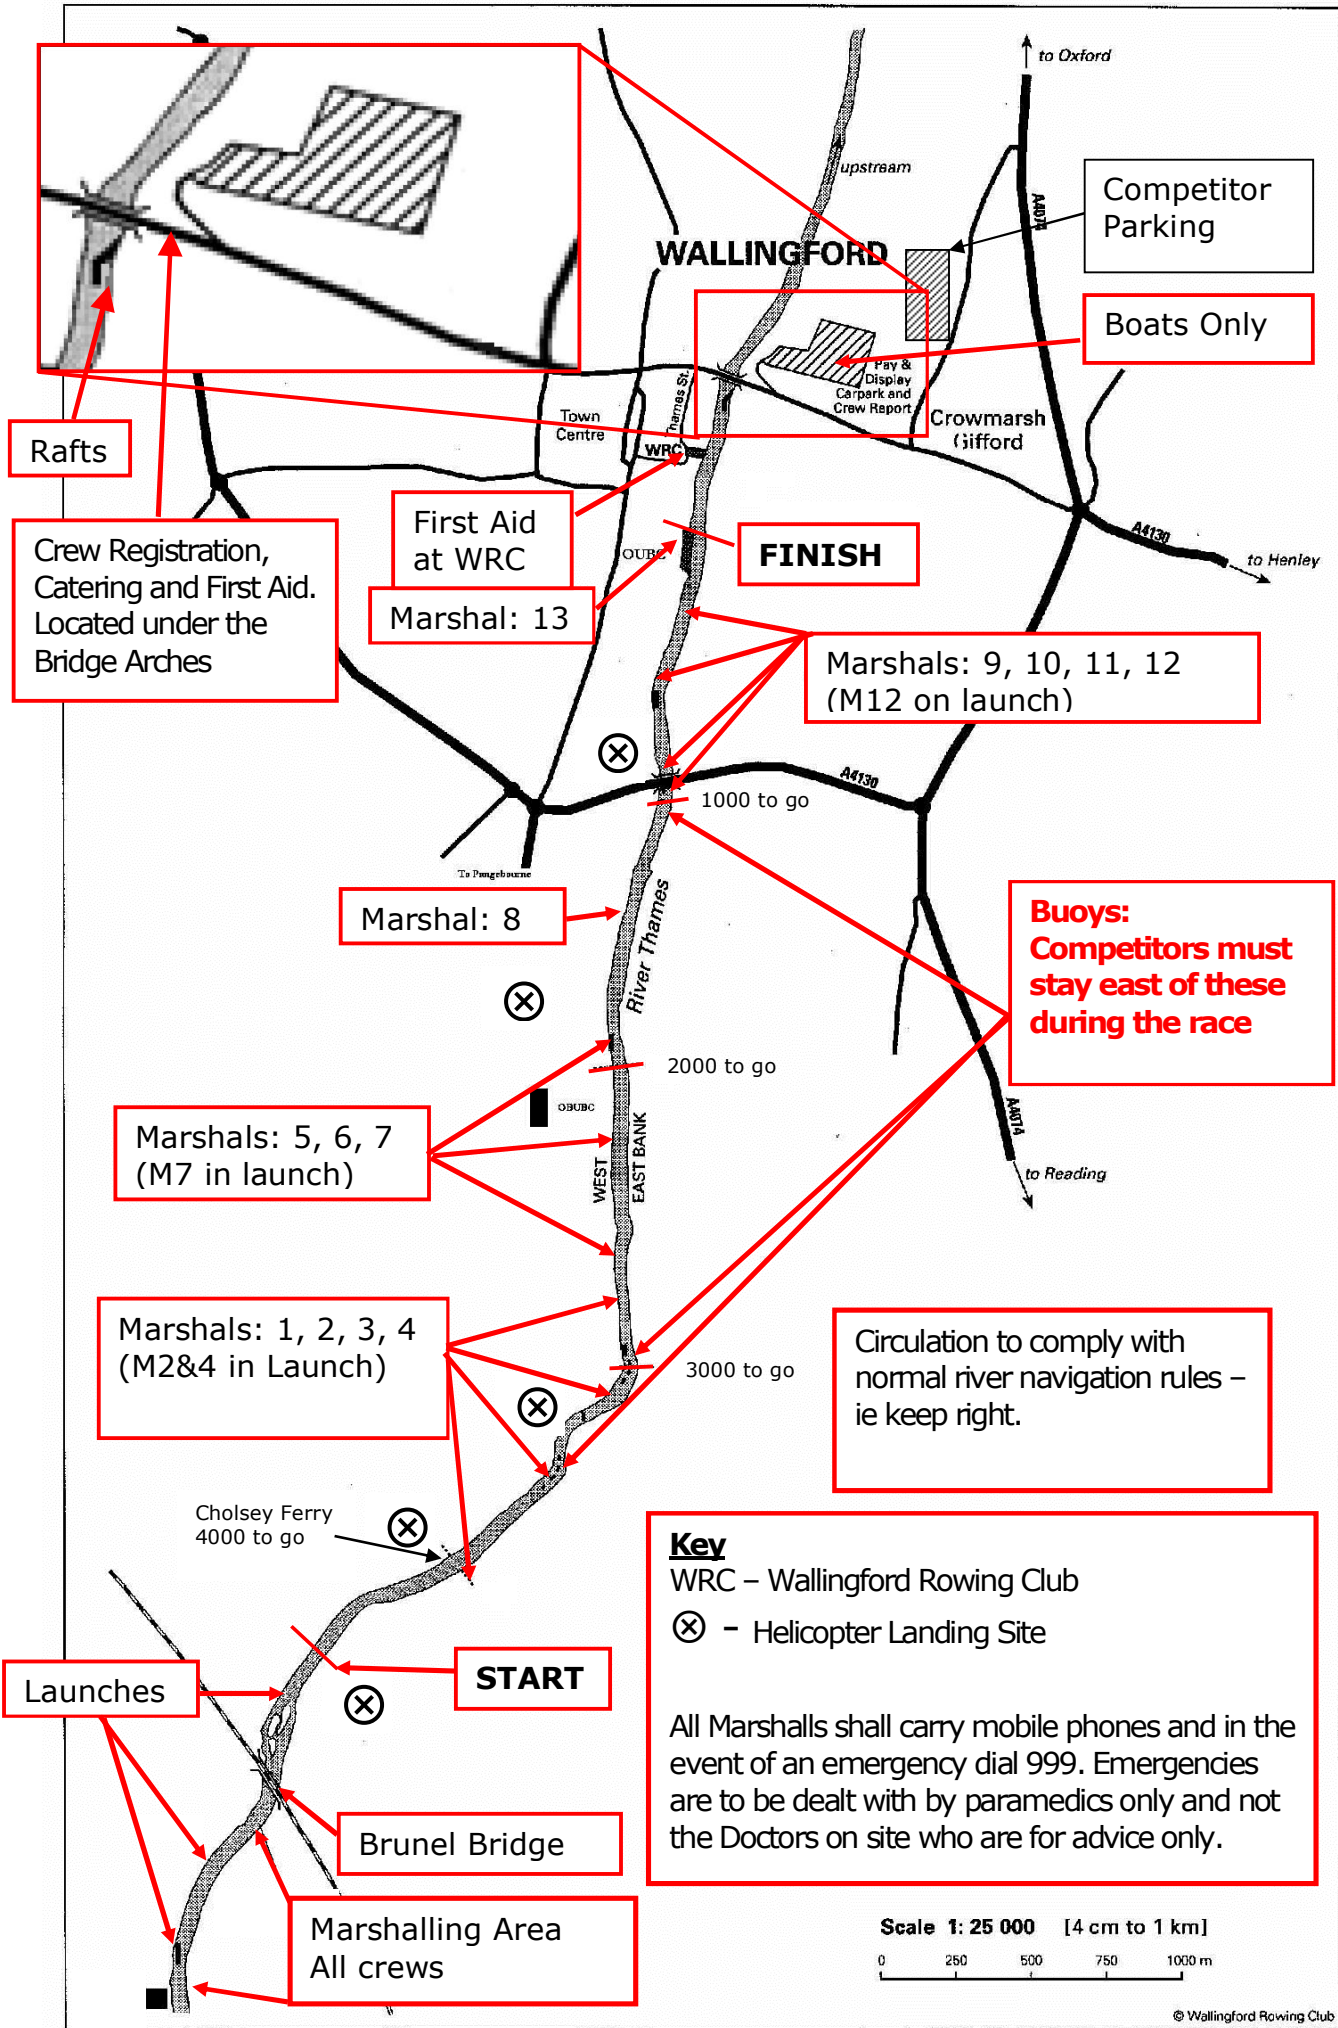 to Oxford
upstream
A4074
Competitor
Parking
WALLINGFORD
Boats Only
Pay &
Display
Carpark and
Crew Report
Thames St.
Town
Centre
WRC
Crowmarsh
Gifford
Rafts
First Aid
at WRC
OUBC
FINISH
A4130
to Henley
Crew Registration,
Catering and First Aid.
Located under the
Bridge Arches
Marshal: 13
Marshals: 9, 10, 11, 12
(M12 on launch)
A4130
1000 to go
To Pangebourne
Marshal: 8
River Thames
Buoys:
Competitors must
stay east of these
during the race
2000 to go
OBUBC
Marshals: 5, 6, 7
(M7 in launch)
WEST
EAST BANK
A4074
to Reading
Marshals: 1, 2, 3, 4
(M2&4 in Launch)
3000 to go
Circulation to comply with
normal river navigation rules –
ie keep right.
Cholsey Ferry
4000 to go
Key
WRC – Wallingford Rowing Club
– Helicopter Landing Site
START
Launches
All Marshalls shall carry mobile phones and in the
event of an emergency dial 999. Emergencies
are to be dealt with by paramedics only and not
the Doctors on site who are for advice only.
Brunel Bridge
Marshalling Area
All crews
Scale 1: 25 000 [4 cm to 1 km]
0 250 500 750 1000 m
© Wallingford Rowing Club